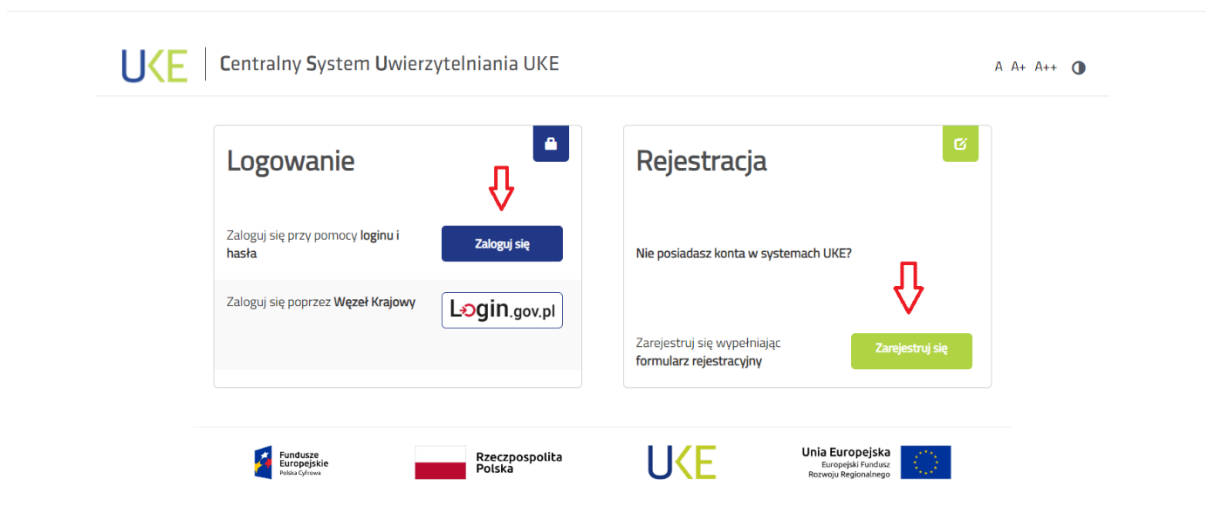 UKE Centralny System Uwierzytelniania UKE
A A+ A++
Logowanie
Zaloguj się przy pomocy loginu i
hasła
Zaloguj się
Zaloguj się poprzez Węzeł Krajowy
Login.gov.pl
Rejestracja
Nie posiadasz konta w systemach UKE?
Zarejestruj się wypełniając
formularz rejestracyjny
Zarejestruj się
Fundusze
Europejskie
Polska Cyfrowa
Rzeczpospolita
Polska
UKE
Unia Europejska
Europejski Fundusz
Rozwoju Regionalnego